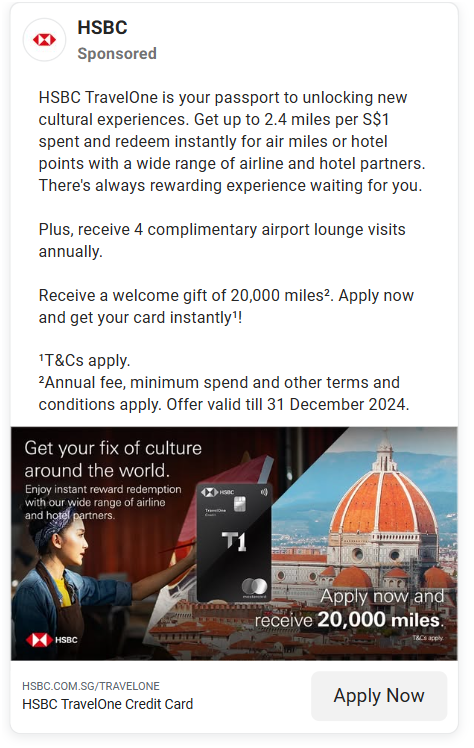 HSBC
Sponsored
HSBC TravelOne is your passport to unlocking new
cultural experiences. Get up to 2.4 miles per S$1
spent and redeem instantly for air miles or hotel
points with a wide range of airline and hotel partners.
There's always rewarding experience waiting for you.
Plus, receive 4 complimentary airport lounge visits
annually.
Receive a welcome gift of 20,000 miles². Apply now
and get your card instantly¹!
¹T&Cs apply.
²Annual fee, minimum spend and other terms and
conditions apply. Offer valid till 31 December 2024.
Get your fix of culture
around the world.
Enjoy instant reward redemption
with our wide range of airline
and hotel partners.
HSBC
TravelOne
T1
mastercard
Apply now and
receive 20,000 miles.
T&Cs apply.
HSBC
HSBC.COM.SG/TRAVELONE
HSBC TravelOne Credit Card
Apply Now